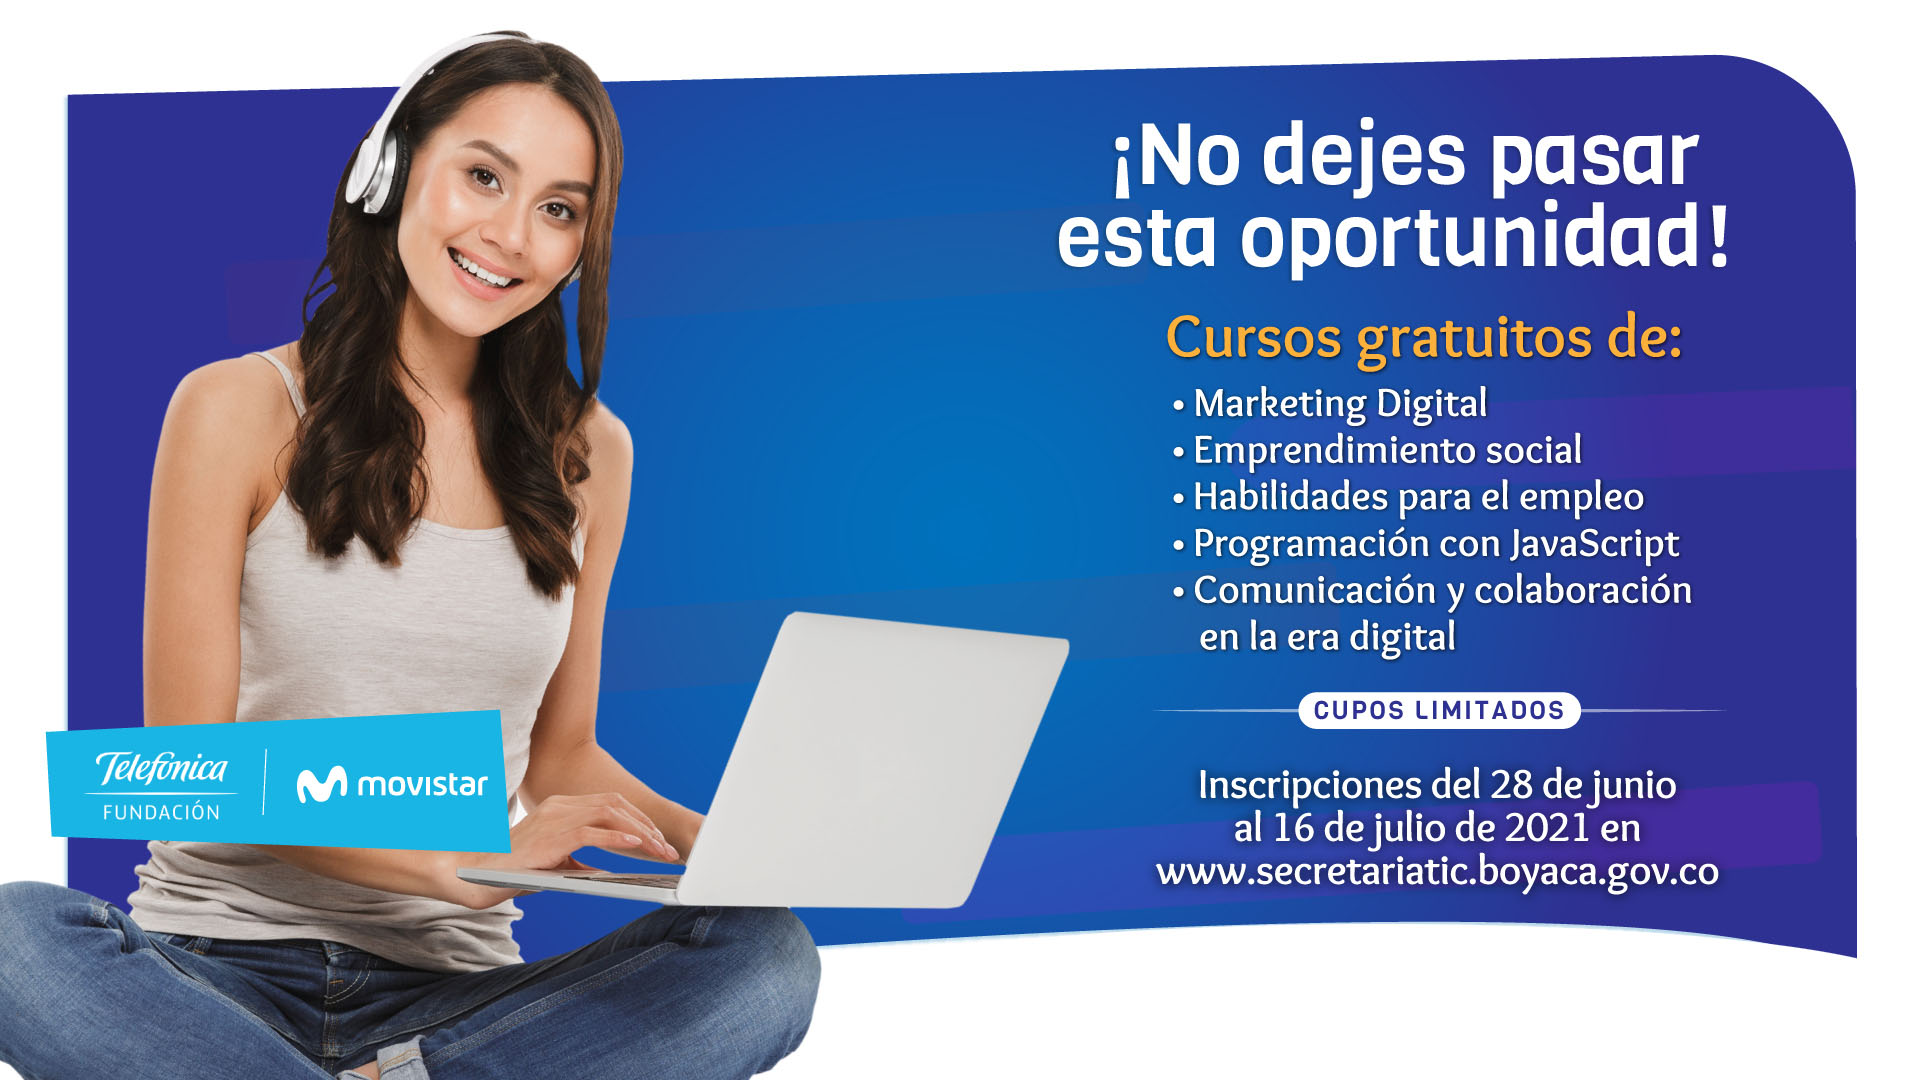 ¡No dejes pasar
esta oportunidad!
Cursos gratuitos de:
• Marketing Digital
• Emprendimiento social
• Habilidades para el empleo
• Programación con JavaScript
• Comunicación y colaboración
en la era digital
CUPOS LIMITADOS
Inscripciones del 28 de junio
al 16 de julio de 2021 en
www.secretariatic.boyaca.gov.co
Telefónica
FUNDACIÓN
movistar